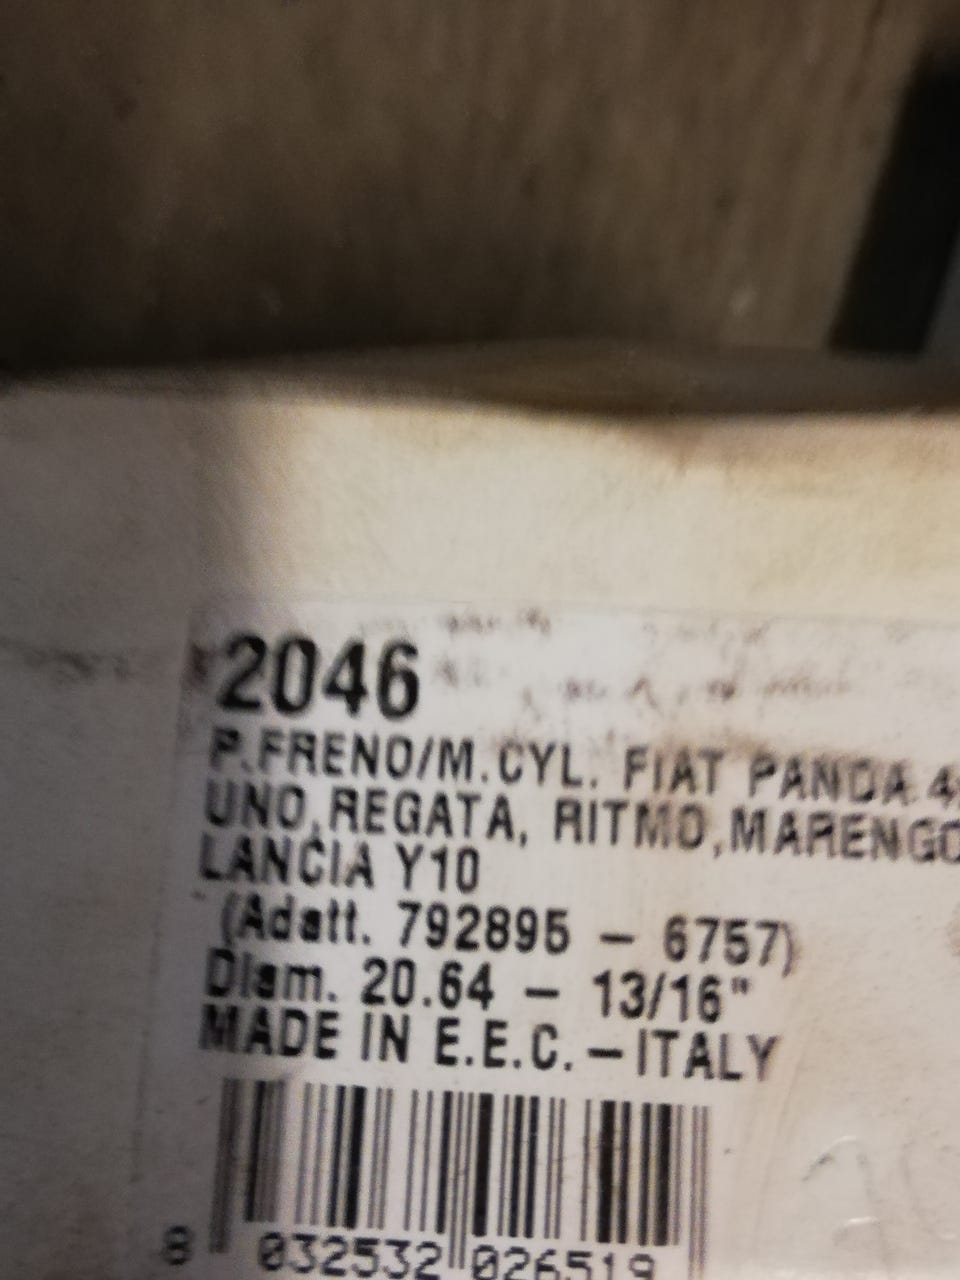 2046
P.FRENO/M.CYL. FIAT PANDA 4
UNO,REGATA, RITMO,MARENGO
LANCIA Y10
(Adatt. 792895 – 6757)
Diam. 20.64 – 13/16"
MADE IN E.E.C. – ITALY
8 032532 026519